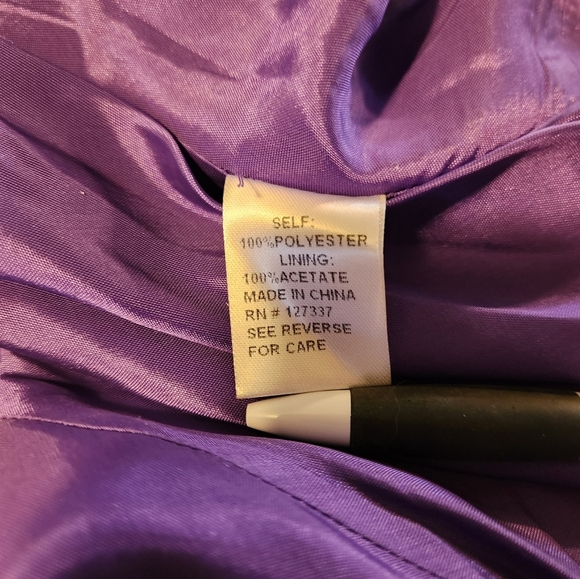 SELF:
100%POLYESTER
LINING:
100%ACETATE
MADE IN CHINA
RN # 127337
SEE REVERSE
FOR CARE